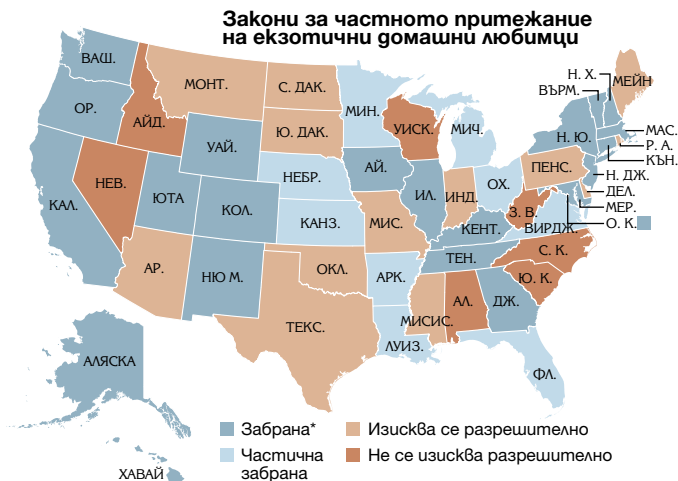 Закони за частното притежание
на екзотични домашни любимци
ВАШ.
МОНТ.
С. ДАК.
МИН.
Н. Х.
МЕЙН
ВЪРМ.
ОР.
АЙД.
Ю. ДАК.
УИСК.
МИЧ.
МАС.
Н. Ю.
Р. А.
КЪН.
УАЙ.
ПЕНС.
Н. ДЖ.
НЕВ.
ЮТА
НЕБР.
АЙ.
ИЛ.
ИНД.
ОХ.
ДЕЛ.
МЕР.
КАЛ.
КОЛ.
КАНЗ.
МИС.
З. В.
ВИРДЖ.
О. К.
КЕНТ.
АР.
НЮ М.
ОКЛ.
АРК.
ТЕН.
С. К.
Ю. К.
ТЕКС.
МИСИС.
АЛ.
ДЖ.
ЛУИЗ.
АЛЯСКА
ФЛ.
Забрана*
Изисква се разрешително
Частична
забрана
Не се изисква разрешително
ХАВАЙ